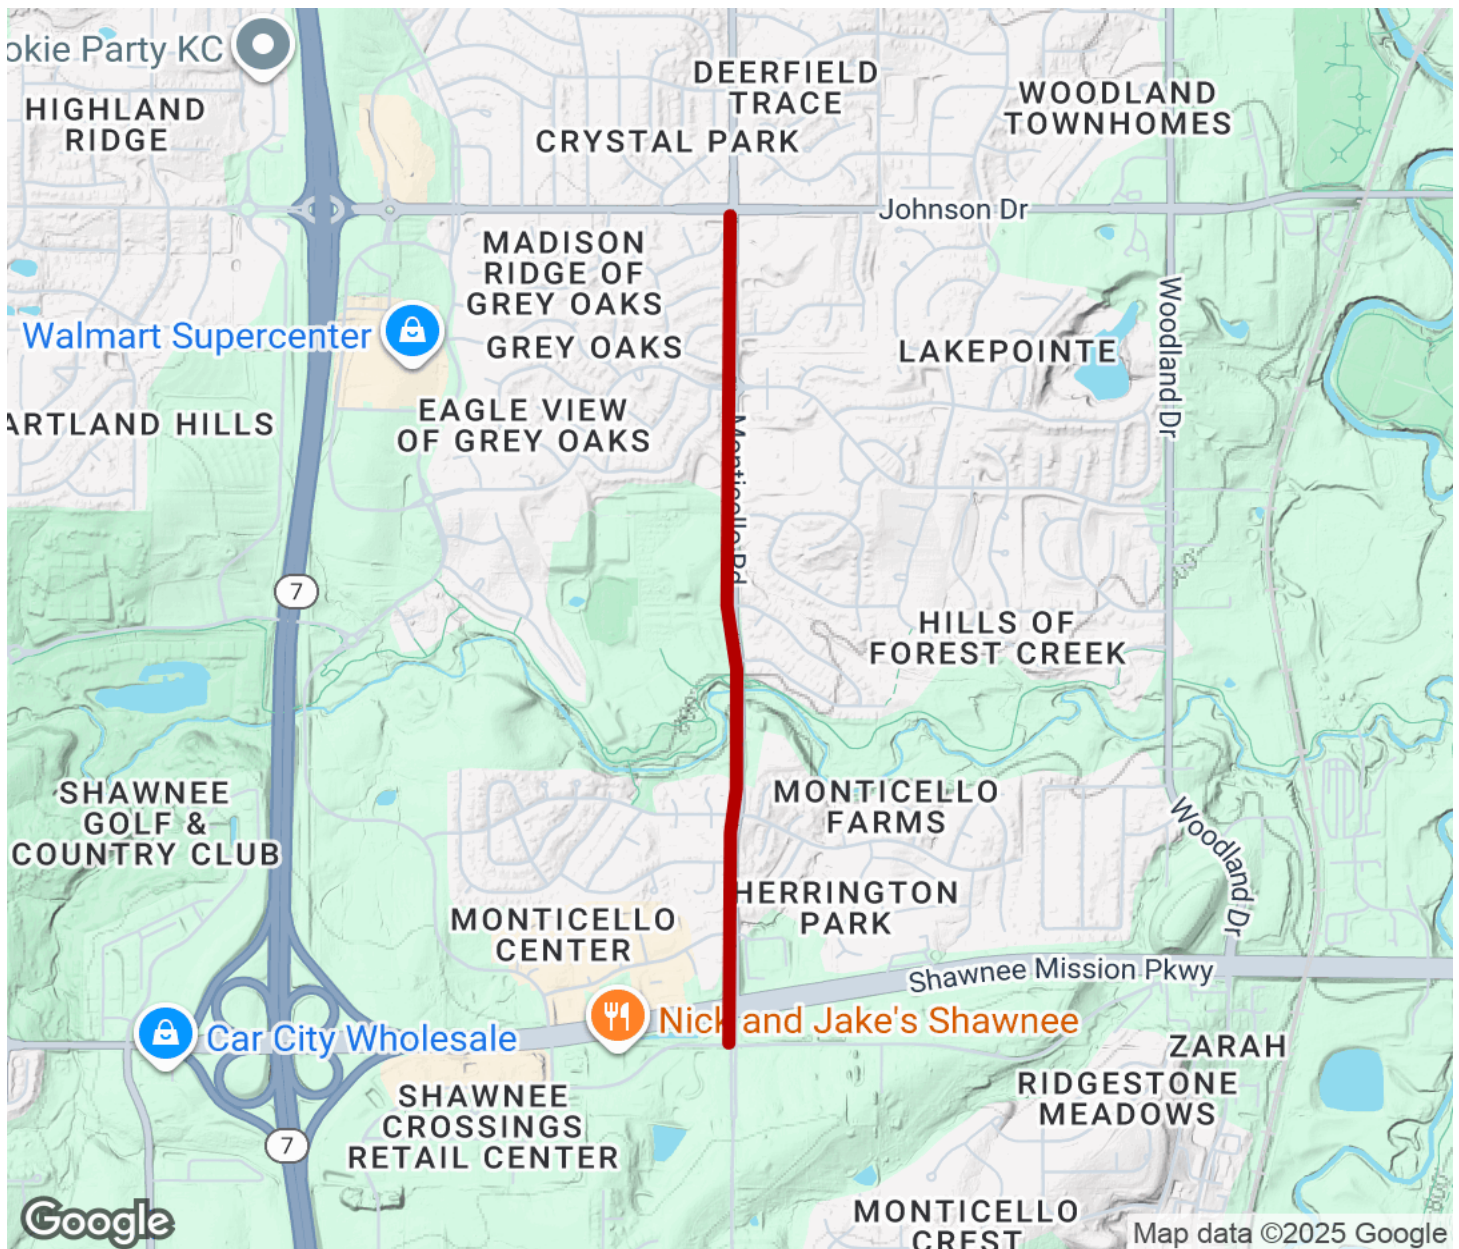 okie Party KC
HIGHLAND
RIDGE
DEERFIELD
TRACE
CRYSTAL PARK
WOODLAND
TOWNHOMES
Johnson Dr
MADISON
RIDGE OF
GREY OAKS
Walmart Supercenter
GREY OAKS
LAKEPOINTE
Woodland Dr
ARTLAND HILLS
EAGLE VIEW
OF GREY OAKS
Monticello Rd
7
HILLS OF
FOREST CREEK
SHAWNEE
GOLF &
COUNTRY CLUB
MONTICELLO
FARMS
Woodland Dr
HERRINGTON
PARK
MONTICELLO
CENTER
Shawnee Mission Pkwy
Nick and Jake's Shawnee
Car City Wholesale
ZARAH
RIDGESTONE
MEADOWS
SHAWNEE
CROSSINGS
RETAIL CENTER
7
MONTICELLO
CREST
Google
Map data ©2025 Google